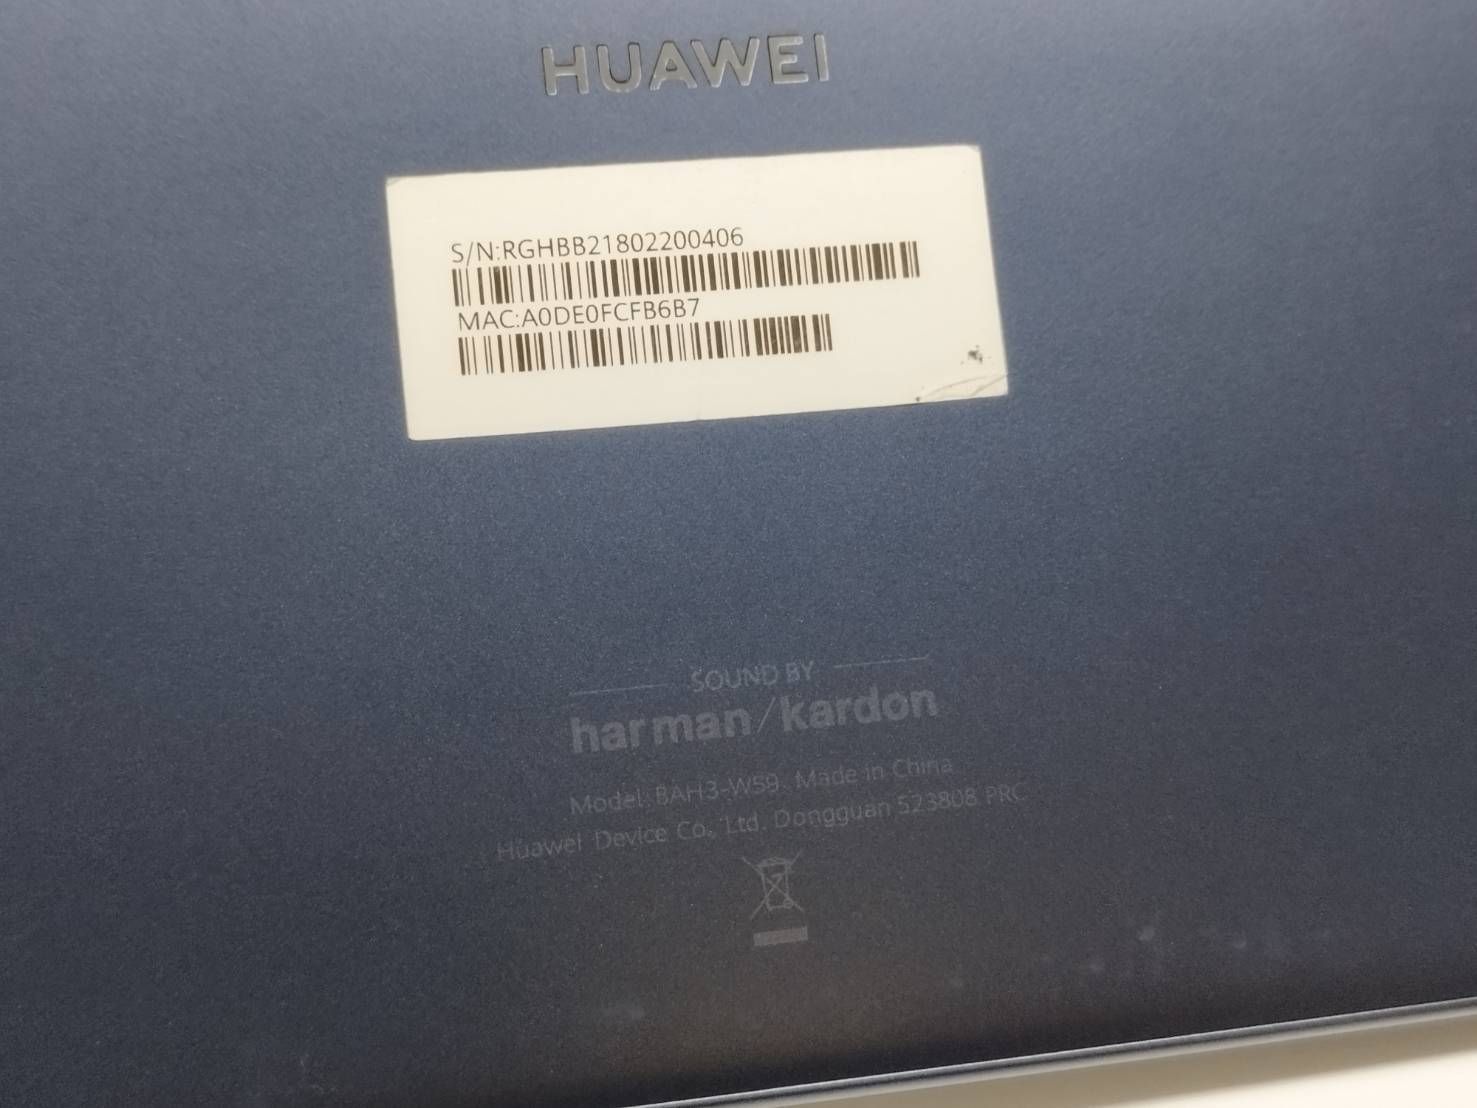 HUAWEI
S/N:RGHBB21802200406
MAC:A0DE0FCFB6B7
SOUND BY
harman/kardon
Model: BAH3-W59 Made in China
Huawei Device Co., Ltd. Dongguan 523808 PRC